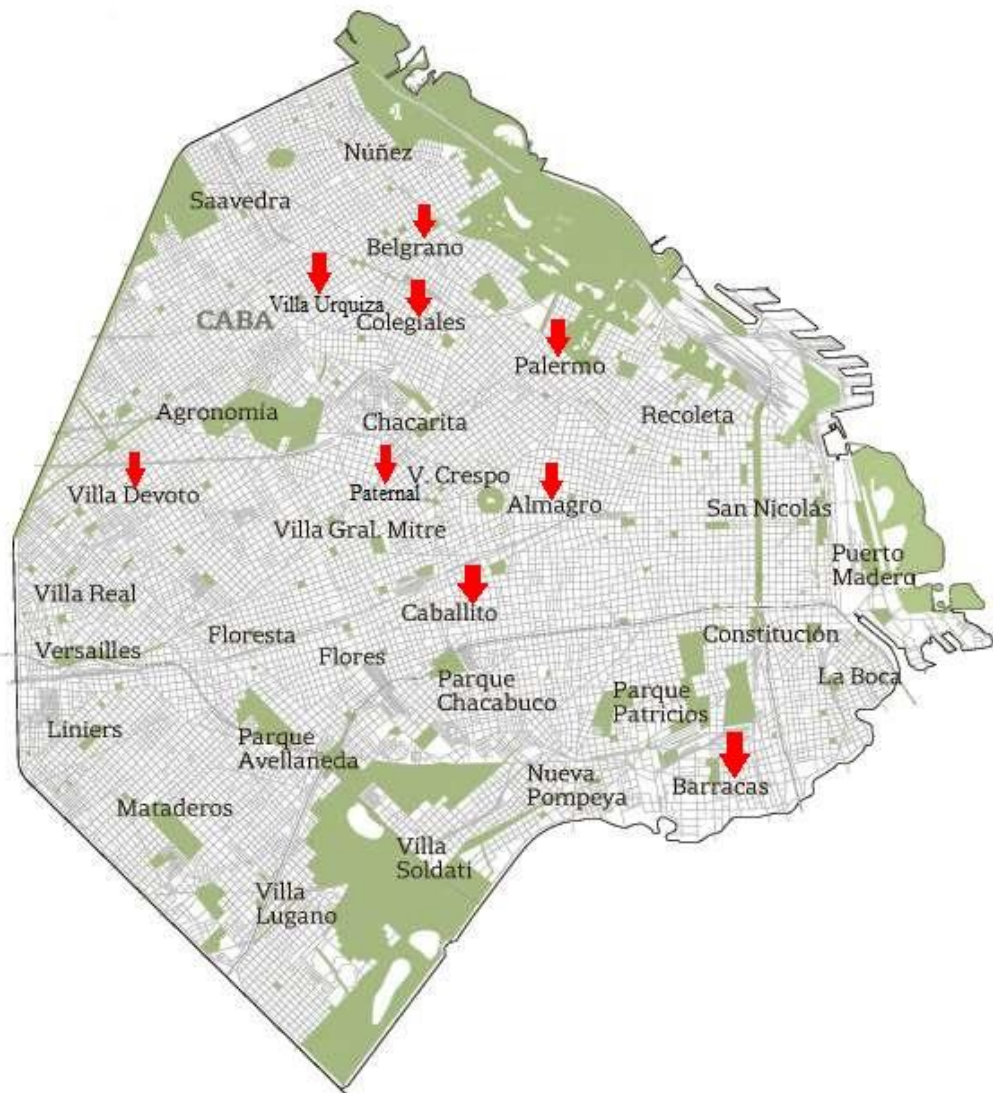 Núñez
Saavedra
Belgrano
Villa Urquiza
CABA
Colegiales
Palermo
Agronomía
Chacarita
Recoleta
V. Crespo
Villa Devoto
Paternal
Almagro
San Nicolás
Villa Gral. Mitre
Puerto
Madero
Villa Real
Caballito
Floresta
Constitución
Versailles
Flores
La Boca
Parque
Chacabuco
Parque
Patricios
Liniers
Parque
Avellaneda
Nueva
Pompeya
Barracas
Mataderos
Villa
Soldati
Villa
Lugano